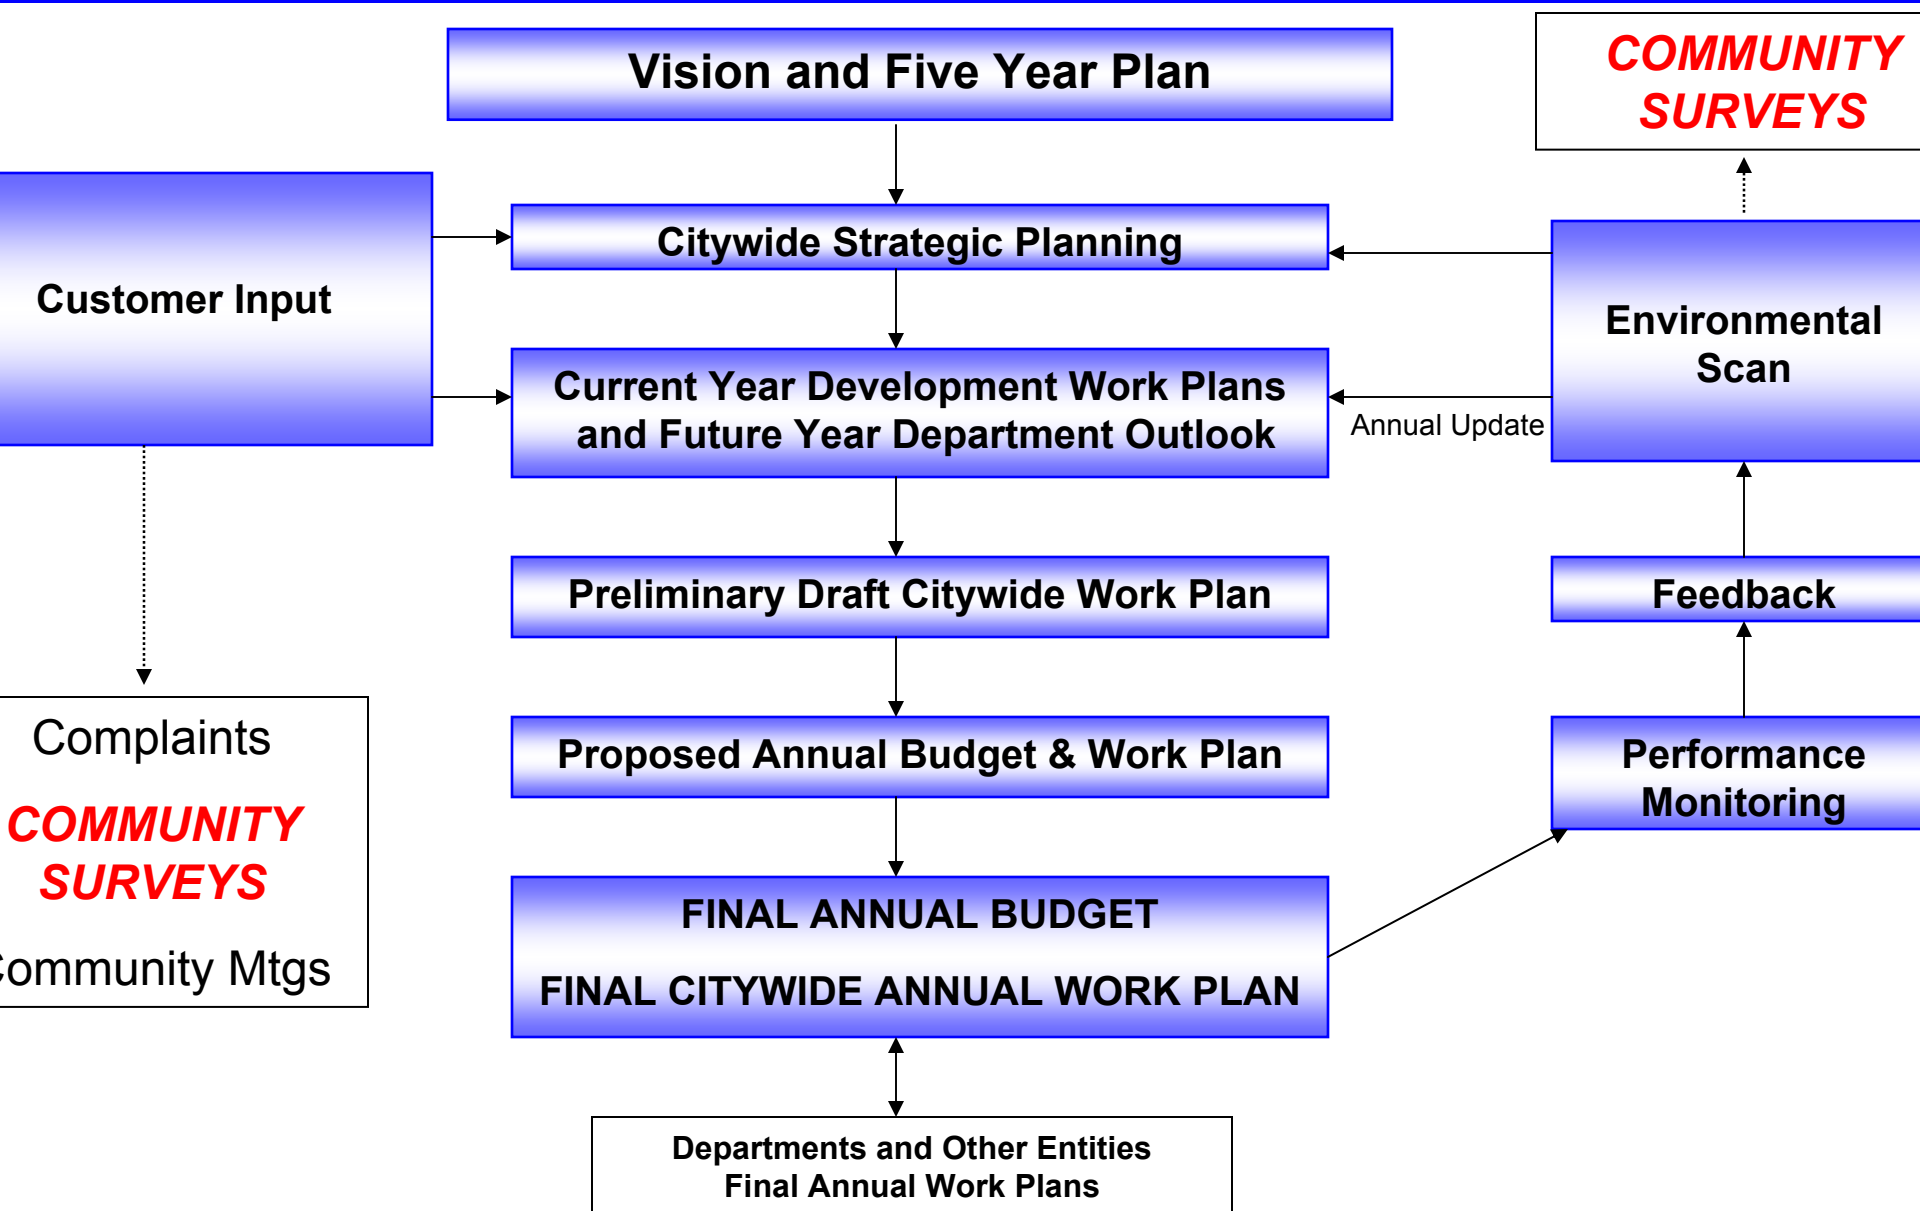 Vision and Five Year Plan
COMMUNITY
SURVEYS
Customer Input
Citywide Strategic Planning
Environmental
Scan
Current Year Development Work Plans
and Future Year Department Outlook
Annual Update
Preliminary Draft Citywide Work Plan
Feedback
Complaints
COMMUNITY
SURVEYS
Community Mtgs
Proposed Annual Budget & Work Plan
Performance
Monitoring
FINAL ANNUAL BUDGET
FINAL CITYWIDE ANNUAL WORK PLAN
Departments and Other Entities
Final Annual Work Plans